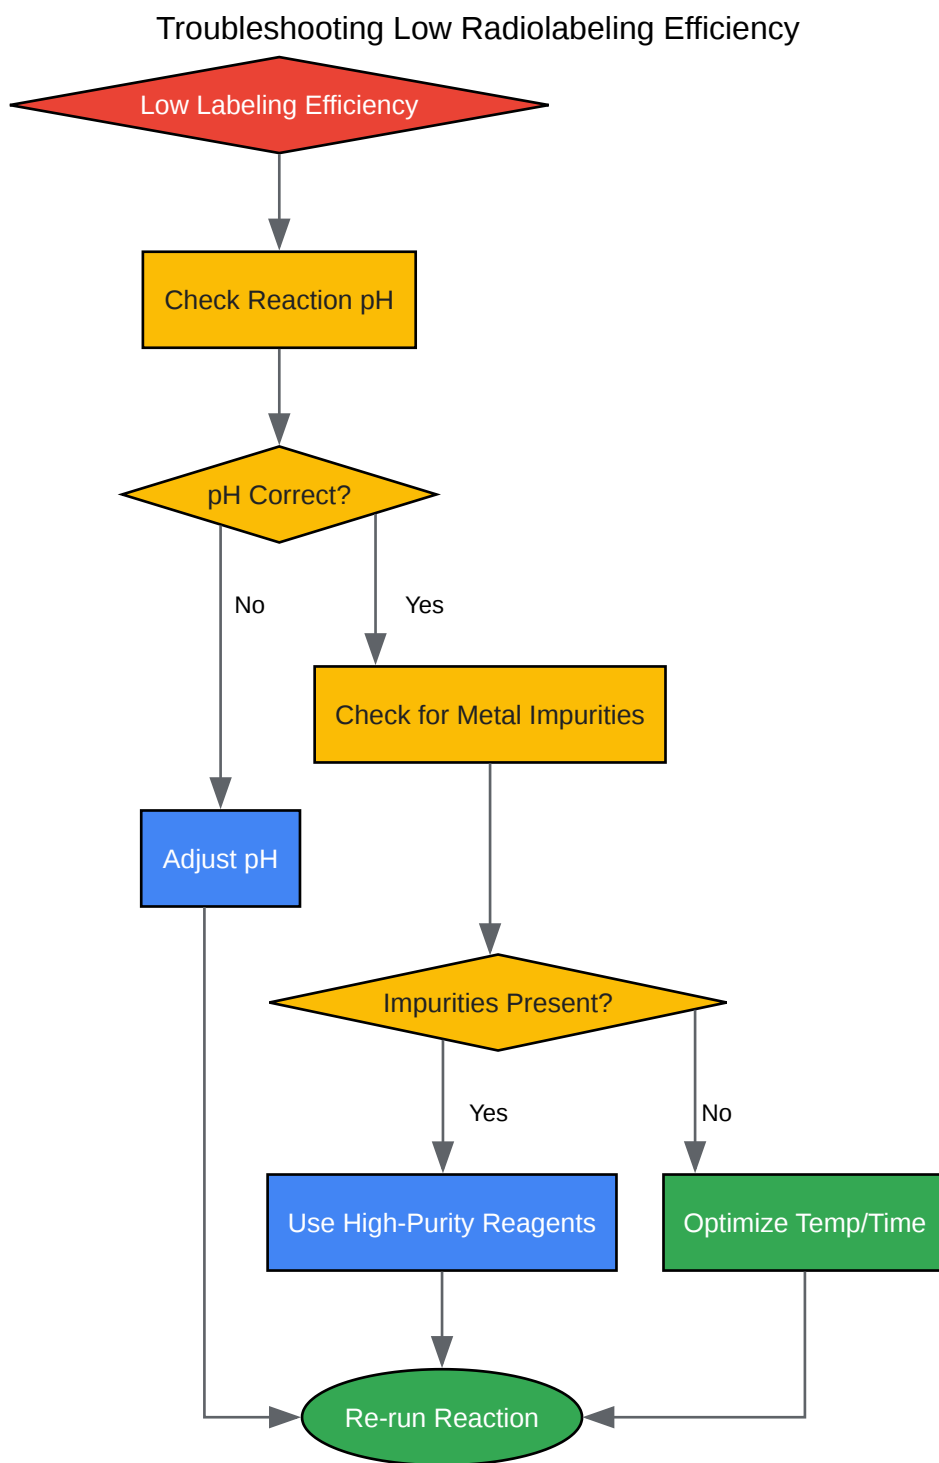 Troubleshooting Low Radiolabeling Efficiency
Low Labeling Efficiency
Check Reaction pH
pH Correct?
No
Yes
Check for Metal Impurities
Adjust pH
Impurities Present?
Yes
No
Use High-Purity Reagents
Optimize Temp/Time
Re-run Reaction